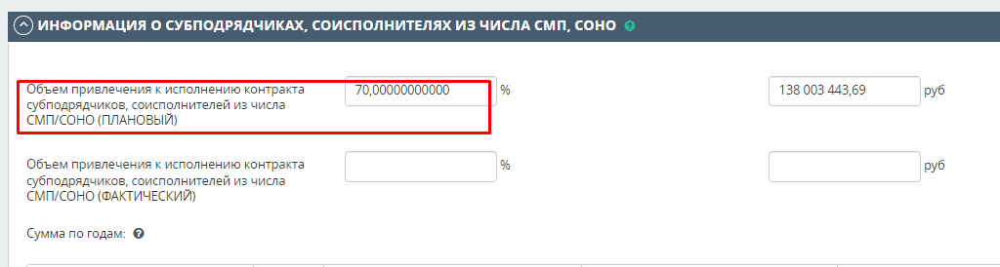 ИНФОРМАЦИЯ О СУБПОДРЯДЧИКАХ, СОИСПОЛНИТЕЛЯХ ИЗ ЧИСЛА СМП, СОНО ?
Объем привлечения к исполнению контракта 70,00000000000 % 138 003 443,69 руб
субподрядчиков, соисполнителей из числа
СМП/СОНО (ПЛАНОВЫЙ)
Объем привлечения к исполнению контракта % руб
субподрядчиков, соисполнителей из числа
СМП/СОНО (ФАКТИЧЕСКИЙ)
Сумма по годам: ?